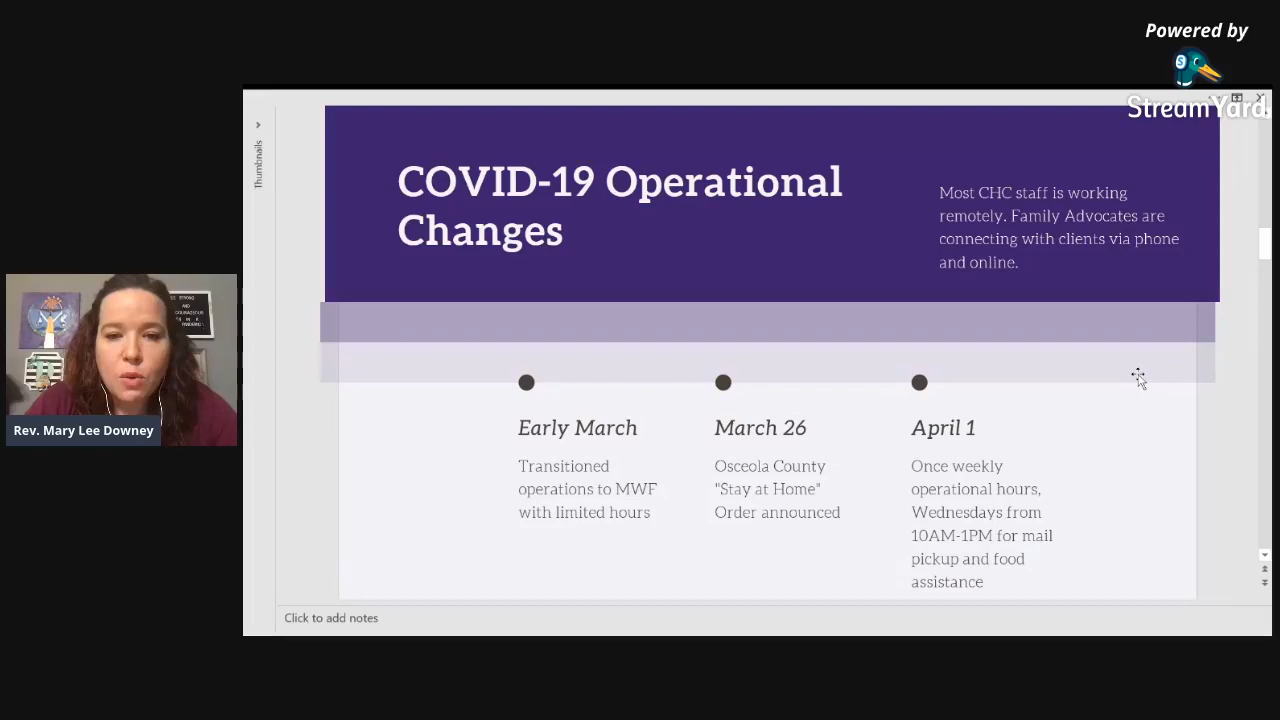 Powered by
StreamYard
Thumbnails
COVID-19 Operational
Changes
Most CHC staff is working
remotely. Family Advocates are
connecting with clients via phone
and online.
Early March
Transitioned
operations to MWF
with limited hours
March 26
Osceola County
"Stay at Home"
Order announced
April 1
Once weekly
operational hours,
Wednesdays from
10AM-1PM for mail
pickup and food
assistance
Rev. Mary Lee Downey
Click to add notes